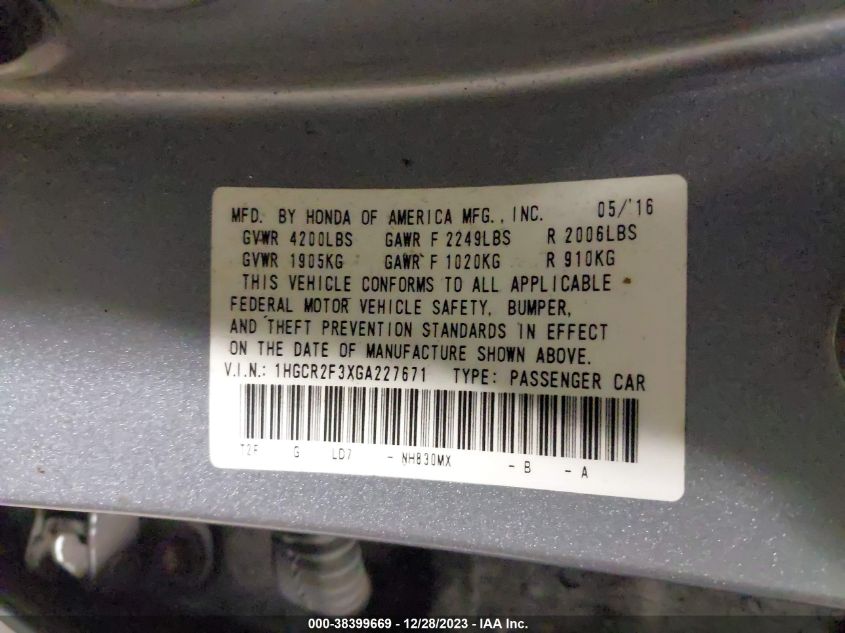 MFD. BY HONDA OF AMERICA MFG., INC. 05/'16
GVWR 4200LBS GAWR F 2249LBS R 2006LBS
GVWR 1905KG GAWR F 1020KG R 910KG
THIS VEHICLE CONFORMS TO ALL APPLICABLE
FEDERAL MOTOR VEHICLE SAFETY, BUMPER,
AND THEFT PREVENTION STANDARDS IN EFFECT
ON THE DATE OF MANUFACTURE SHOWN ABOVE.
V.I.N.: 1HGCR2F3XGA227671 TYPE: PASSENGER CAR
G LD7 - NH830MX - B - A
000-38399669 - 12/28/2023 - IAA Inc.